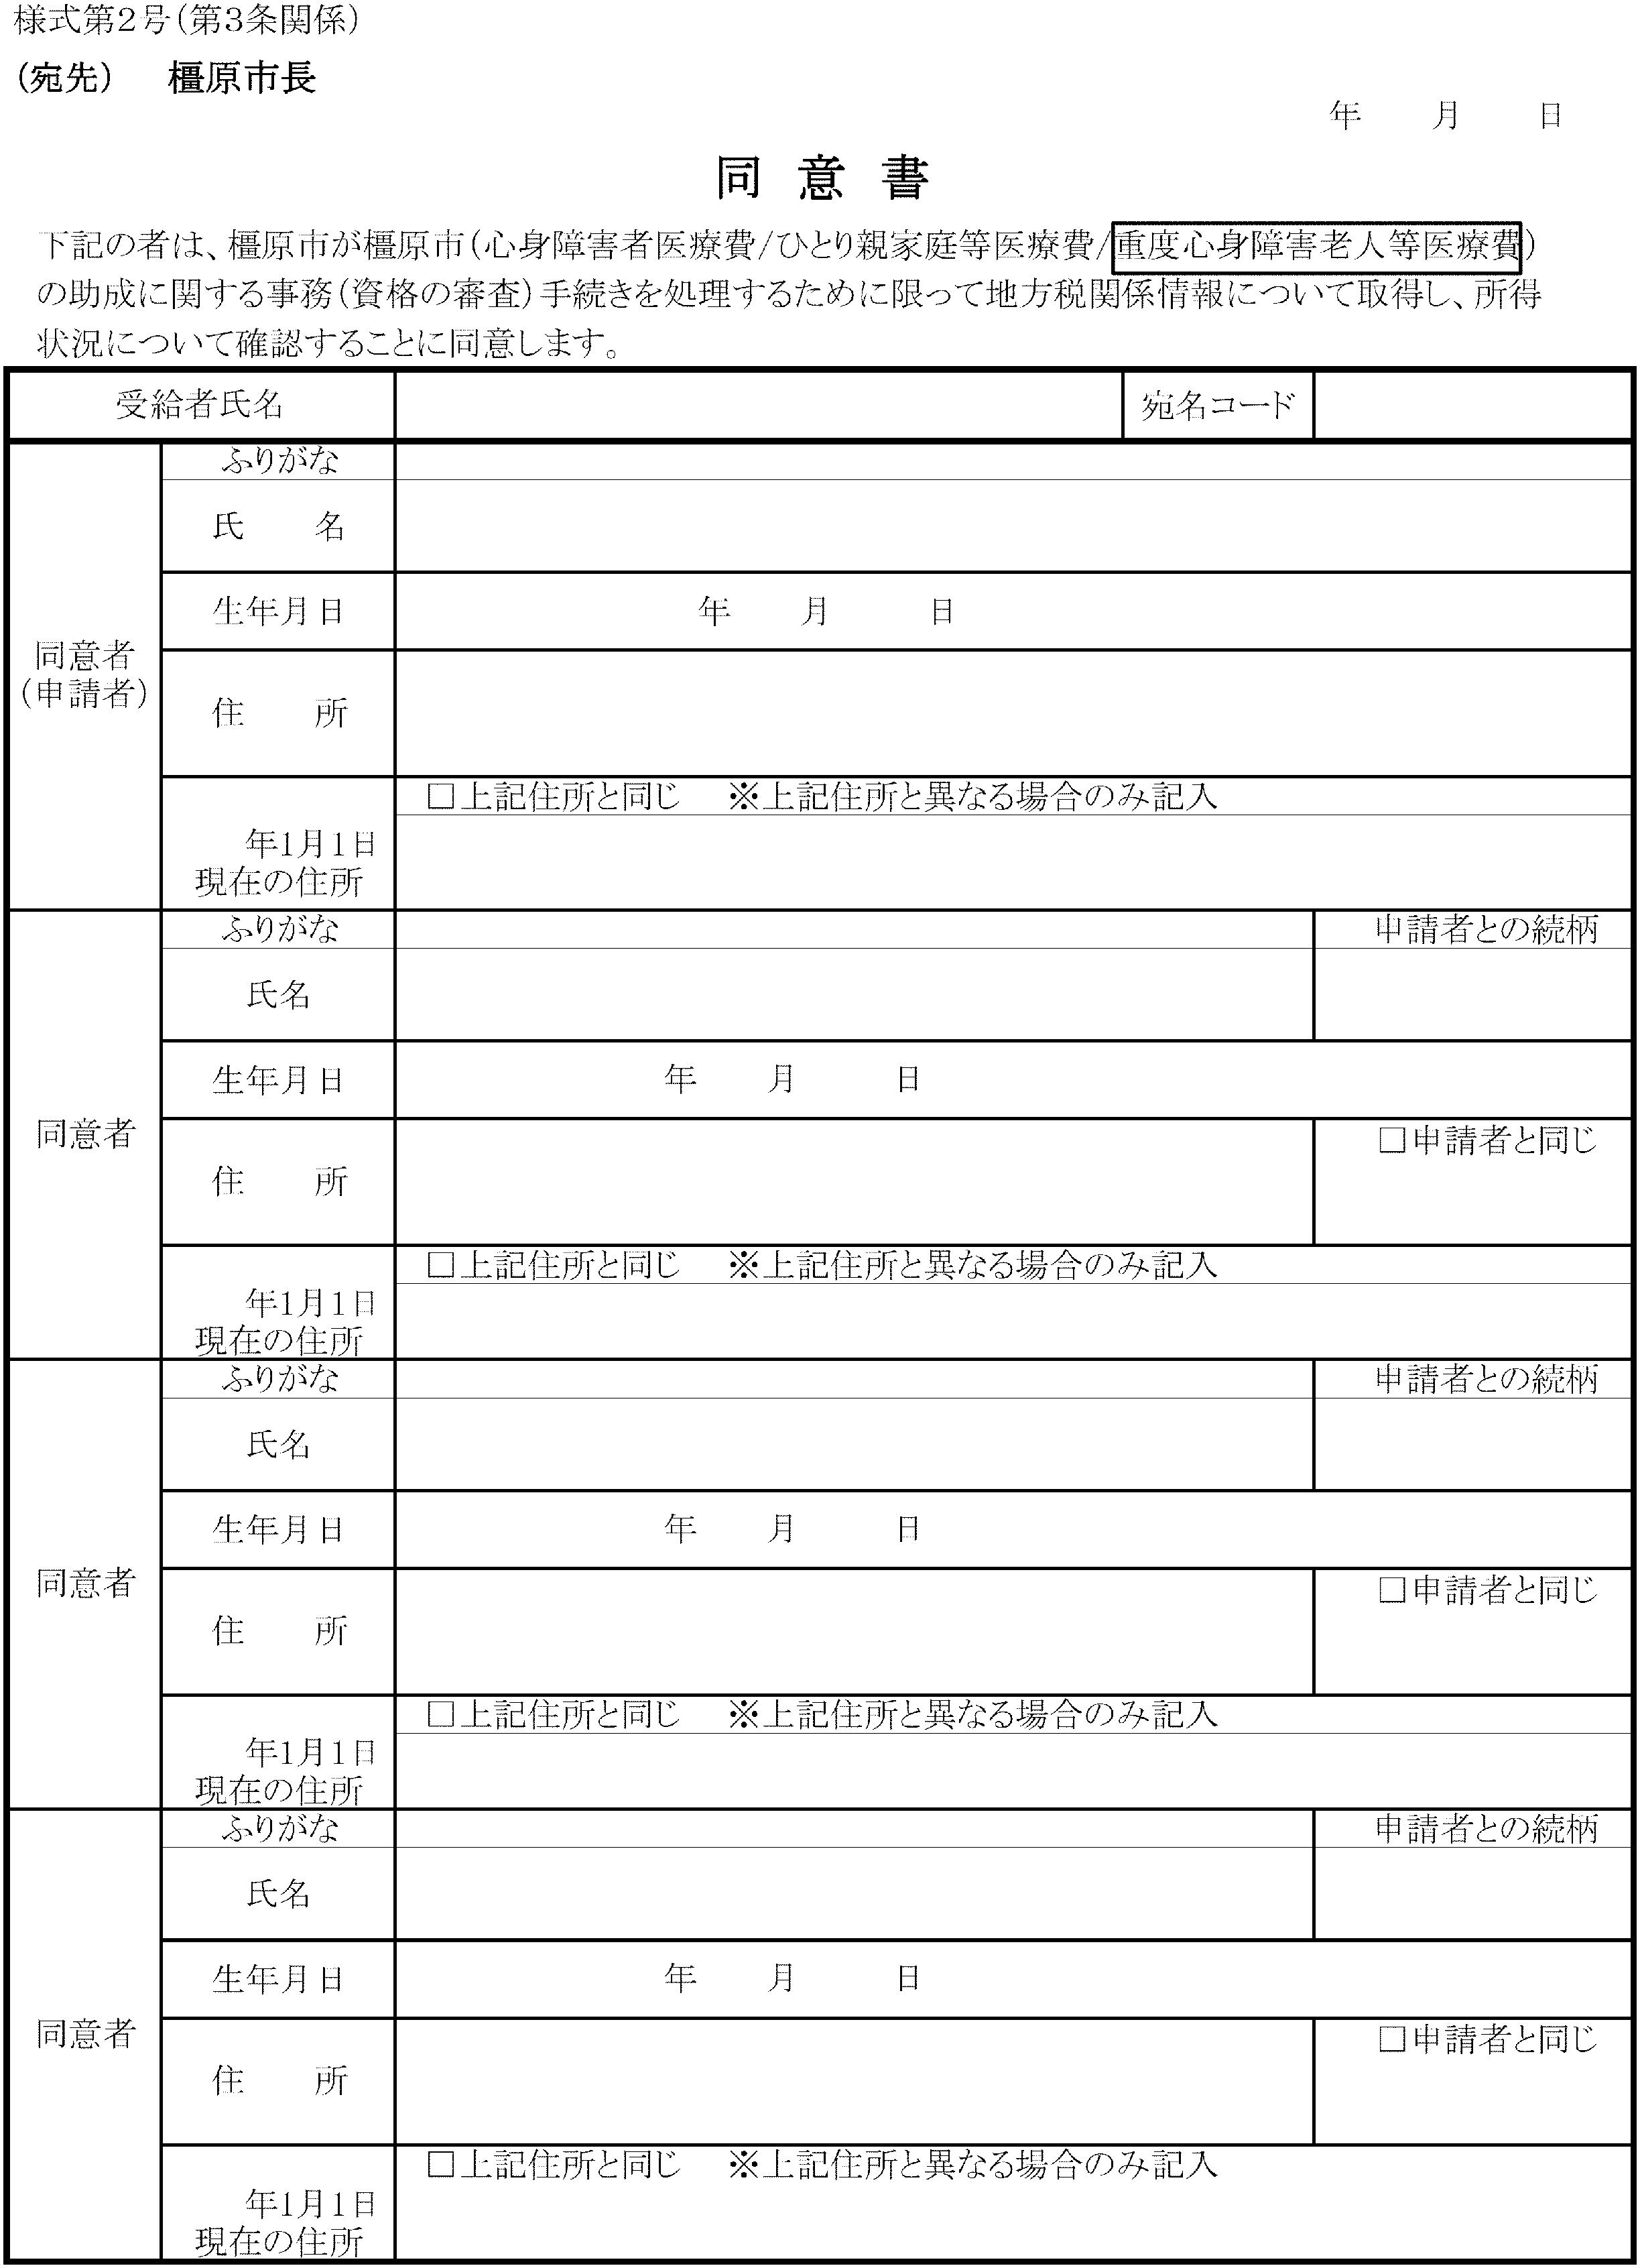 様式第2号（第3条関係）
（宛先）　橿原市長
年　　月　　日
同 意 書
下記の者は、橿原市が橿原市（心身障害者医療費/ひとり親家庭等医療費/重度心身障害老人等医療費）
の助成に関する事務（資格の審査）手続きを処理するために限って地方税関係情報について取得し、所得
状況について確認することに同意します。
受給者氏名　宛名コード
ふりがな
氏　　名
生年月日　年　　月　　日
同意者
（申請者）
住　　所
□上記住所と同じ　※上記住所と異なる場合のみ記入
年1月1日
現在の住所
ふりがな　申請者との続柄
氏名
生年月日　年　　月　　日
同意者
□申請者と同じ
住　　所
□上記住所と同じ　※上記住所と異なる場合のみ記入
年1月1日
現在の住所
ふりがな　申請者との続柄
氏名
生年月日　年　　月　　日
同意者
□申請者と同じ
住　　所
□上記住所と同じ　※上記住所と異なる場合のみ記入
年1月1日
現在の住所
ふりがな　申請者との続柄
氏名
生年月日　年　　月　　日
同意者
□申請者と同じ
住　　所
□上記住所と同じ　※上記住所と異なる場合のみ記入
年1月1日
現在の住所